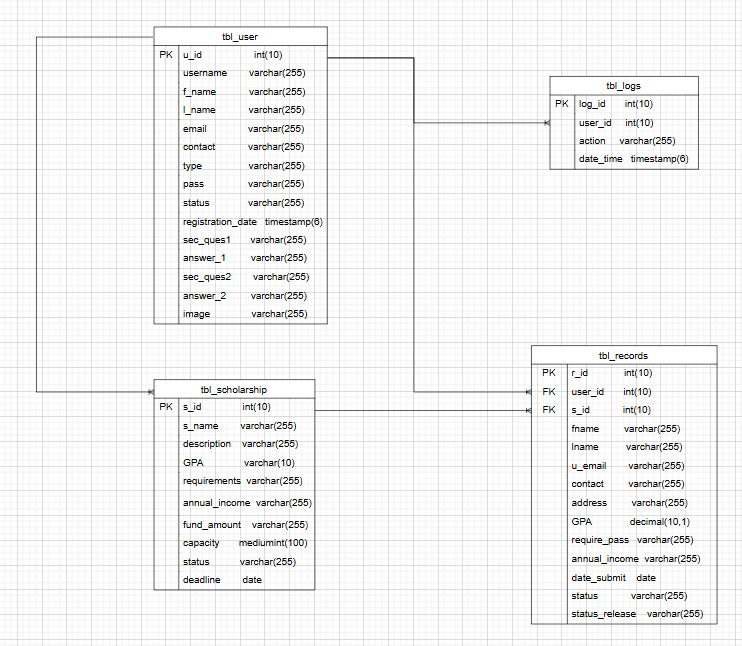 tbl_user
PK u_id int(10)
username varchar(255)
f_name varchar(255)
l_name varchar(255)
email varchar(255)
contact varchar(255)
type varchar(255)
pass varchar(255)
status varchar(255)
registration_date timestamp(6)
sec_ques1 varchar(255)
answer_1 varchar(255)
sec_ques2 varchar(255)
answer_2 varchar(255)
image varchar(255)
tbl_logs
PK log_id int(10)
user_id int(10)
action varchar(255)
date_time timestamp(6)
tbl_scholarship
PK s_id int(10)
s_name varchar(255)
description varchar(255)
GPA varchar(10)
requirements varchar(255)
annual_income varchar(255)
fund_amount varchar(255)
capacity mediumint(100)
status varchar(255)
deadline date
tbl_records
PK r_id int(10)
FK user_id int(10)
FK s_id int(10)
fname varchar(255)
lname varchar(255)
u_email varchar(255)
contact varchar(255)
address varchar(255)
GPA decimal(10,1)
require_pass varchar(255)
annual_income varchar(255)
date_submit date
status varchar(255)
status_release varchar(255)